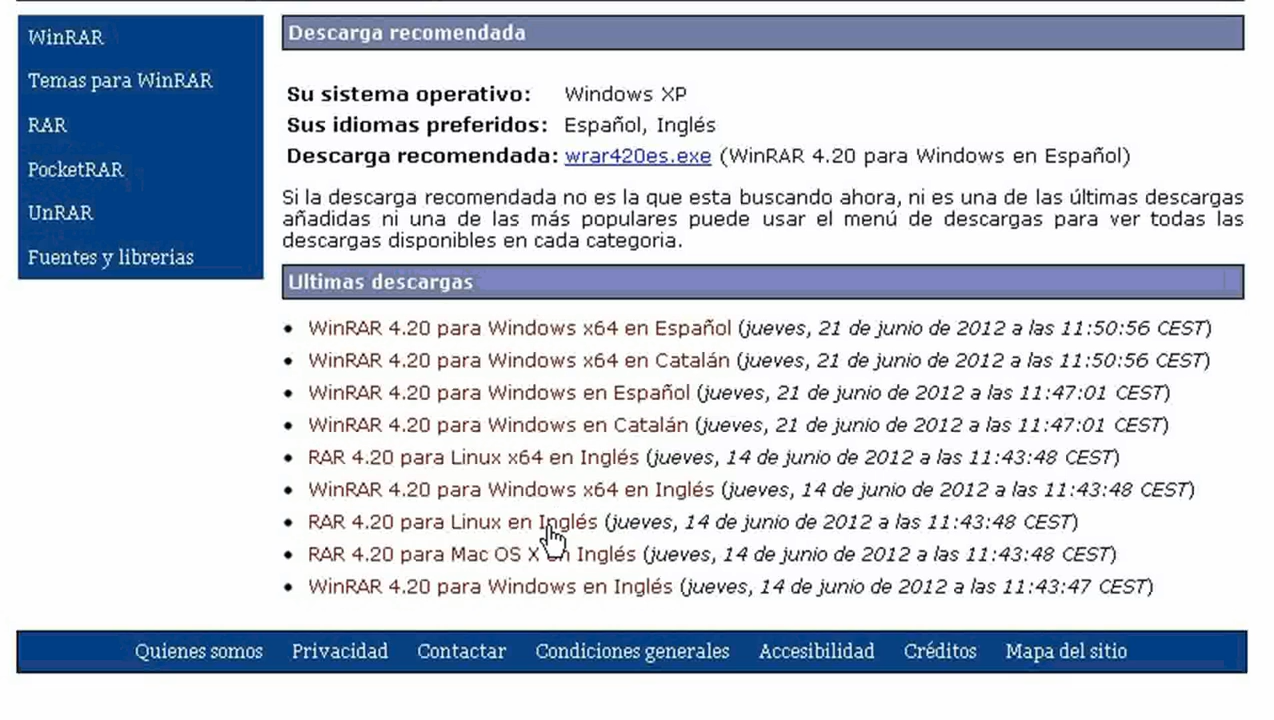 WinRAR
Temas para WinRAR
RAR
PocketRAR
UnRAR
Fuentes y librerias
Descarga recomendada
Su sistema operativo: Windows XP
Sus idiomas preferidos: Español, Inglés
Descarga recomendada: wrar420es.exe (WinRAR 4.20 para Windows en Español)
Si la descarga recomendada no es la que esta buscando ahora, ni es una de las últimas descargas
añadidas ni una de las más populares puede usar el menú de descargas para ver todas las
descargas disponibles en cada categoria.
Ultimas descargas
WinRAR 4.20 para Windows x64 en Español (jueves, 21 de junio de 2012 a las 11:50:56 CEST)
WinRAR 4.20 para Windows x64 en Catalán (jueves, 21 de junio de 2012 a las 11:50:56 CEST)
WinRAR 4.20 para Windows en Español (jueves, 21 de junio de 2012 a las 11:47:01 CEST)
WinRAR 4.20 para Windows en Catalán (jueves, 21 de junio de 2012 a las 11:47:01 CEST)
RAR 4.20 para Linux x64 en Inglés (jueves, 14 de junio de 2012 a las 11:43:48 CEST)
WinRAR 4.20 para Windows x64 en Inglés (jueves, 14 de junio de 2012 a las 11:43:48 CEST)
RAR 4.20 para Linux en Inglés (jueves, 14 de junio de 2012 a las 11:43:48 CEST)
RAR 4.20 para Mac OS X en Inglés (jueves, 14 de junio de 2012 a las 11:43:48 CEST)
WinRAR 4.20 para Windows en Inglés (jueves, 14 de junio de 2012 a las 11:43:47 CEST)
Quienes somos Privacidad Contactar Condiciones generales Accesibilidad Créditos Mapa del sitio